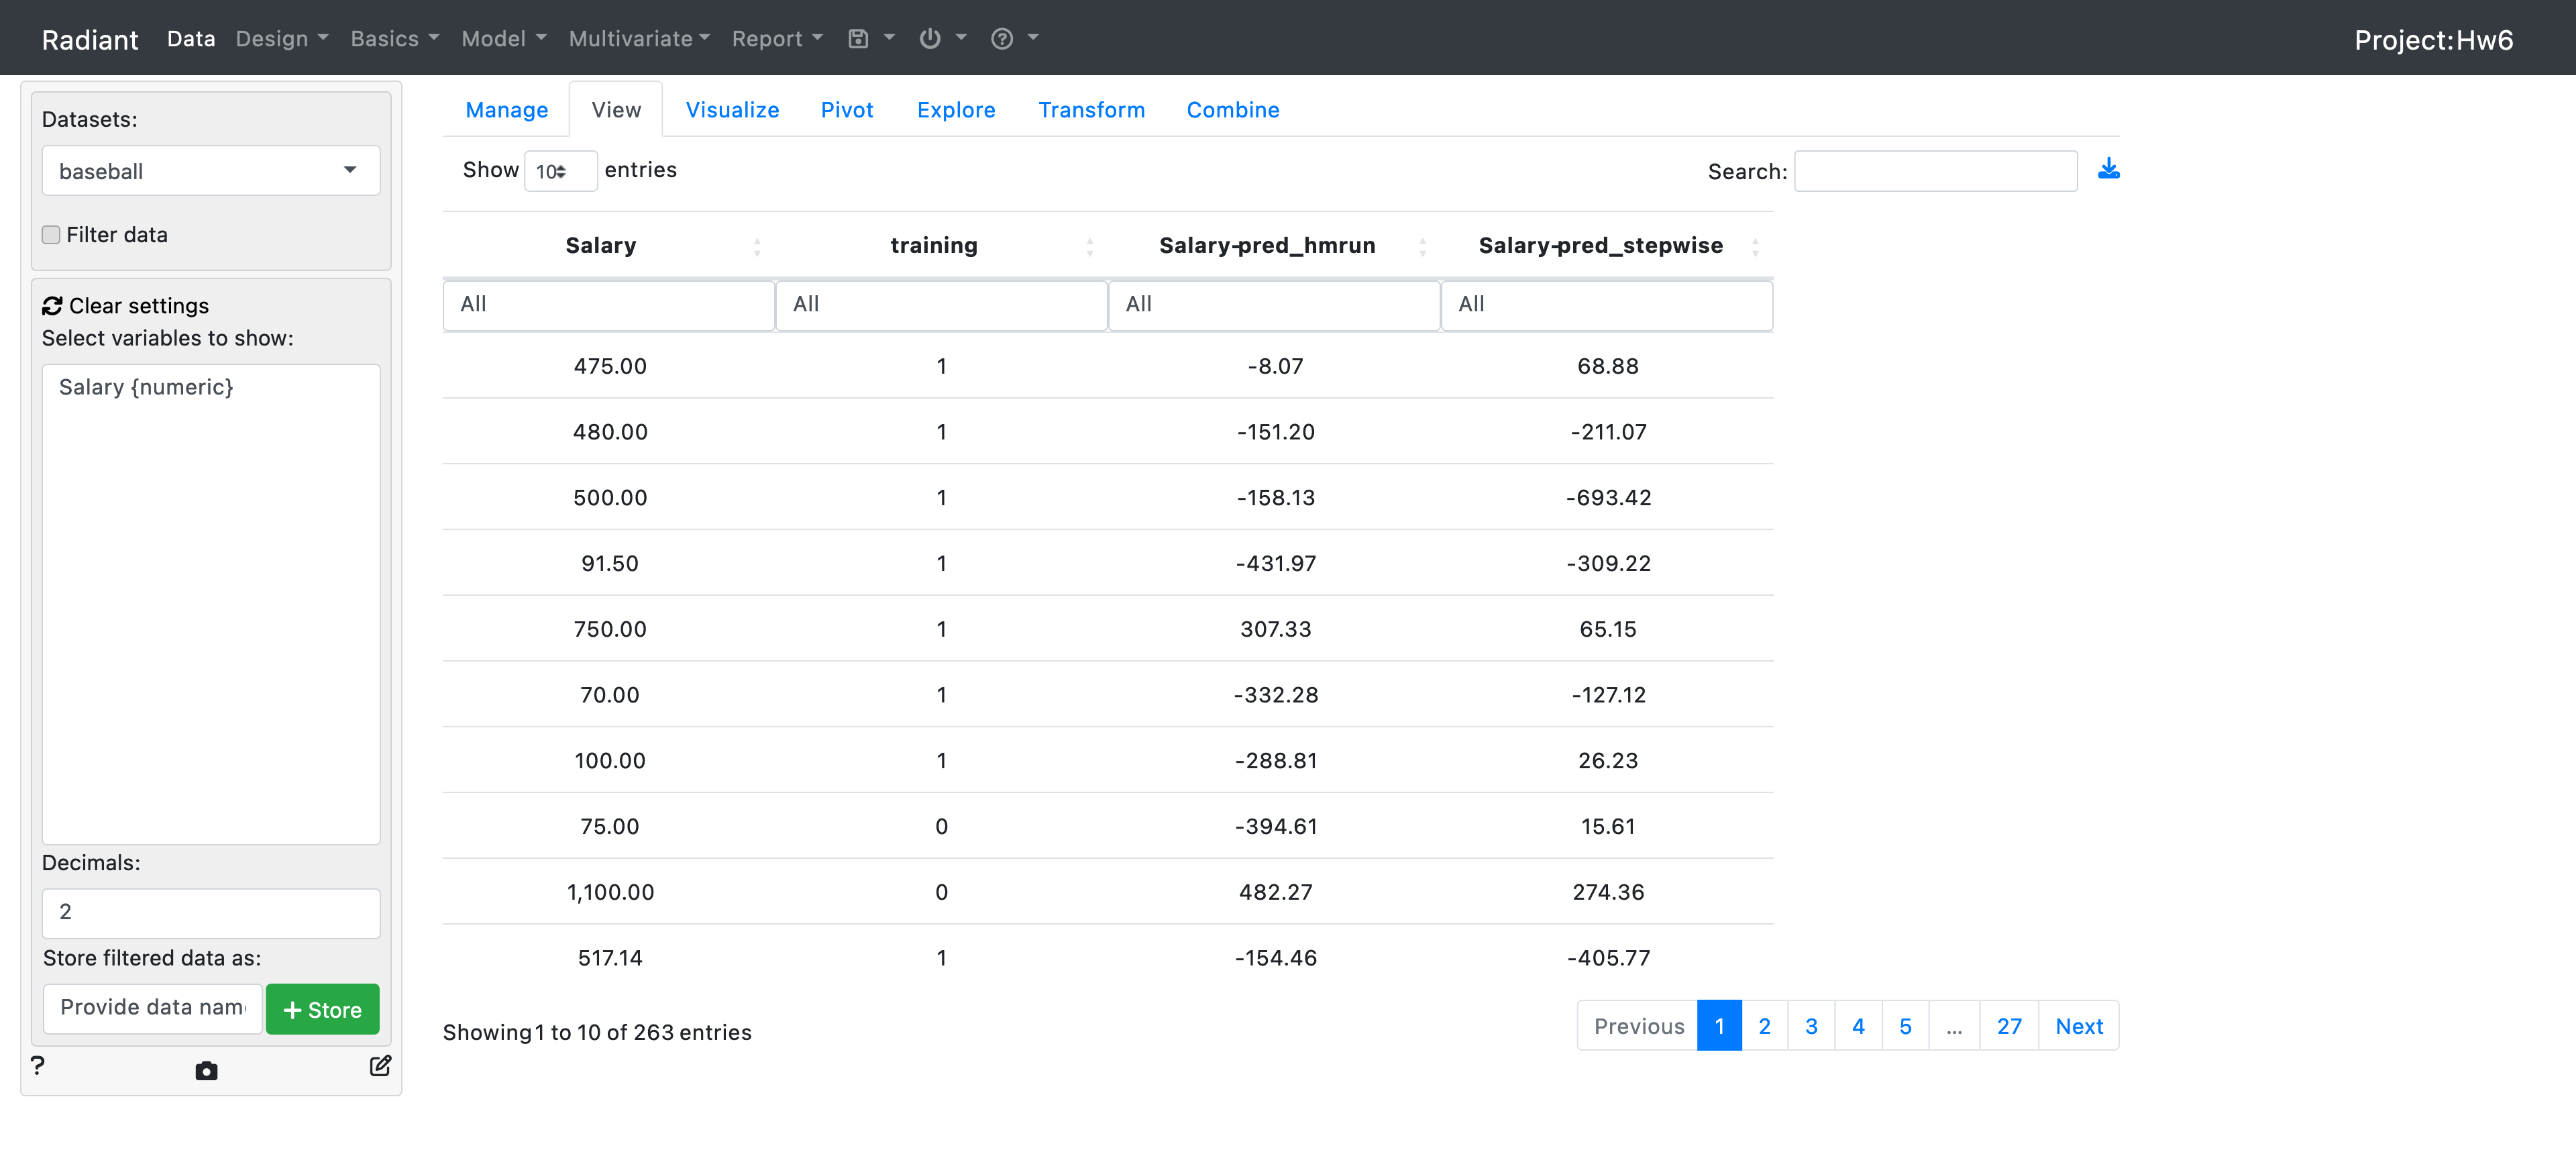 Radiant Data Design Basics Model Multivariate Report Project:Hw6
Datasets:
baseball
Filter data
Clear settings
Select variables to show:
Salary {numeric}
Decimals:
2
Store filtered data as:
Provide data nam
+ Store
?
Manage View Visualize Pivot Explore Transform Combine
Show 10 entries Search:
Salary training Salary-pred_hmrun Salary-pred_stepwise
All All All All
475.00 1 -8.07 68.88
480.00 1 -151.20 -211.07
500.00 1 -158.13 -693.42
91.50 1 -431.97 -309.22
750.00 1 307.33 65.15
70.00 1 -332.28 -127.12
100.00 1 -288.81 26.23
75.00 0 -394.61 15.61
1,100.00 0 482.27 274.36
517.14 1 -154.46 -405.77
Showing 1 to 10 of 263 entries Previous 1 2 3 4 5 ... 27 Next